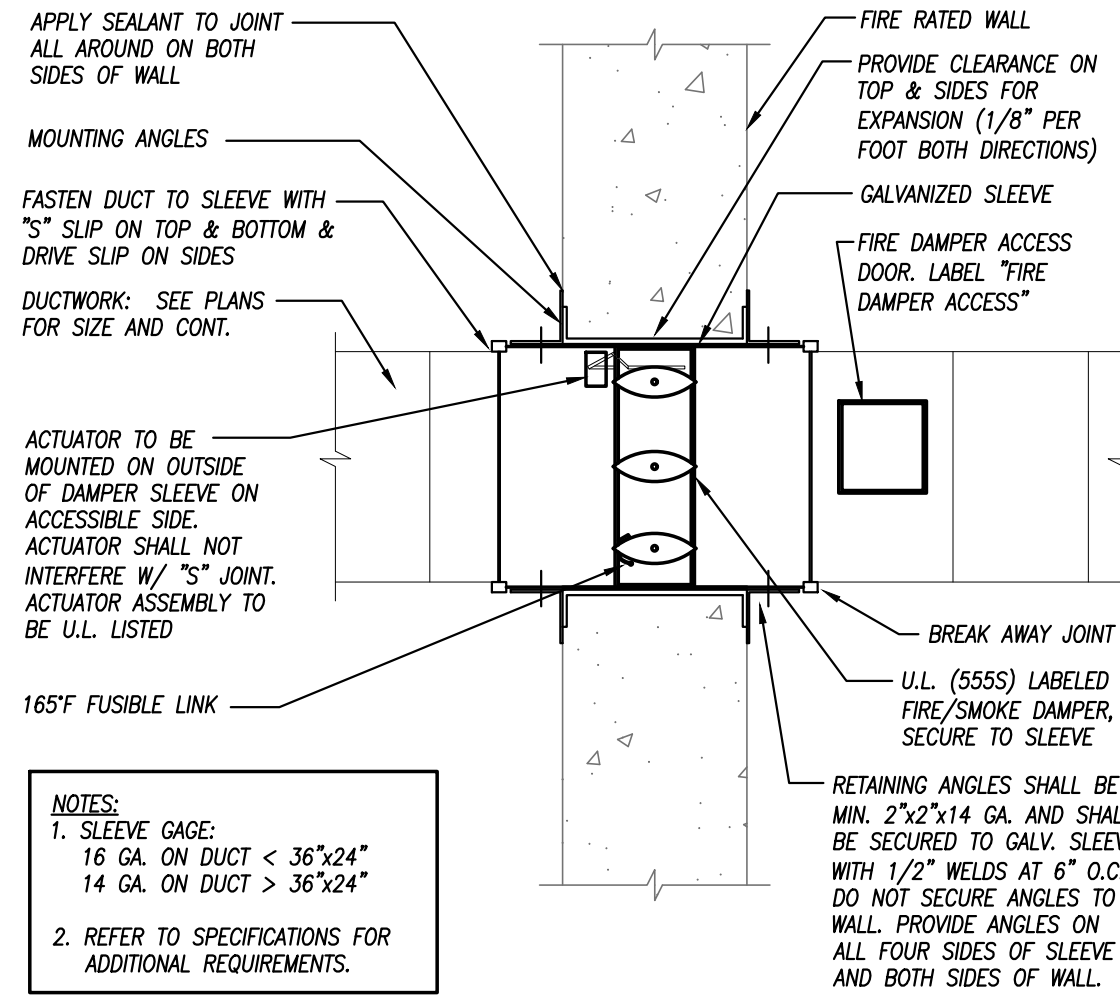 APPLY SEALANT TO JOINT
ALL AROUND ON BOTH
SIDES OF WALL
MOUNTING ANGLES
FASTEN DUCT TO SLEEVE WITH
"S" SLIP ON TOP & BOTTOM &
DRIVE SLIP ON SIDES
DUCTWORK: SEE PLANS
FOR SIZE AND CONT.
ACTUATOR TO BE
MOUNTED ON OUTSIDE
OF DAMPER SLEEVE ON
ACCESSIBLE SIDE.
ACTUATOR SHALL NOT
INTERFERE W/ "S" JOINT.
ACTUATOR ASSEMBLY TO
BE U.L. LISTED
165°F FUSIBLE LINK
NOTES:
1. SLEEVE GAGE:
16 GA. ON DUCT < 36"x24"
14 GA. ON DUCT > 36"x24"
2. REFER TO SPECIFICATIONS FOR
ADDITIONAL REQUIREMENTS.
FIRE RATED WALL
PROVIDE CLEARANCE ON
TOP & SIDES FOR
EXPANSION (1/8" PER
FOOT BOTH DIRECTIONS)
GALVANIZED SLEEVE
FIRE DAMPER ACCESS
DOOR. LABEL "FIRE
DAMPER ACCESS"
BREAK AWAY JOINT
U.L. (555S) LABELED
FIRE/SMOKE DAMPER,
SECURE TO SLEEVE
RETAINING ANGLES SHALL BE
MIN. 2"x2"x14 GA. AND SHAL
BE SECURED TO GALV. SLEEV
WITH 1/2" WELDS AT 6" O.C.
DO NOT SECURE ANGLES TO
WALL. PROVIDE ANGLES ON
ALL FOUR SIDES OF SLEEVE
AND BOTH SIDES OF WALL.